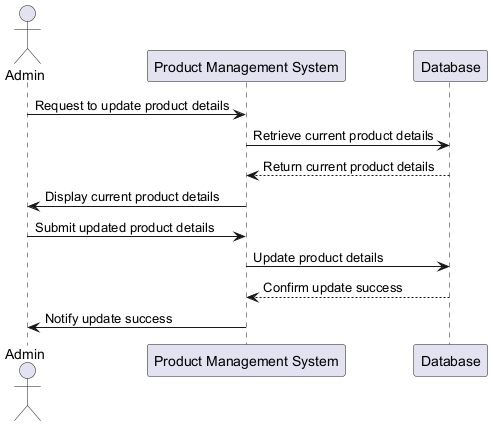 Admin
Product Management System
Database
Request to update product details
Retrieve current product details
Return current product details
Display current product details
Submit updated product details
Update product details
Confirm update success
Notify update success
Admin
Product Management System
Database